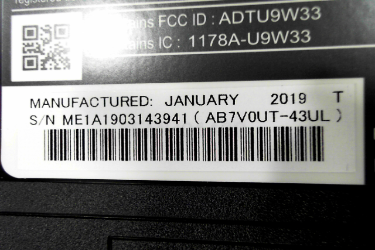 ains FCC ID : ADTU9W33
ains IC : 1178A-U9W33
MANUFACTURED: JANUARY 2019 T
S/N ME1A1903143941 ( AB7V0UT-43UL )